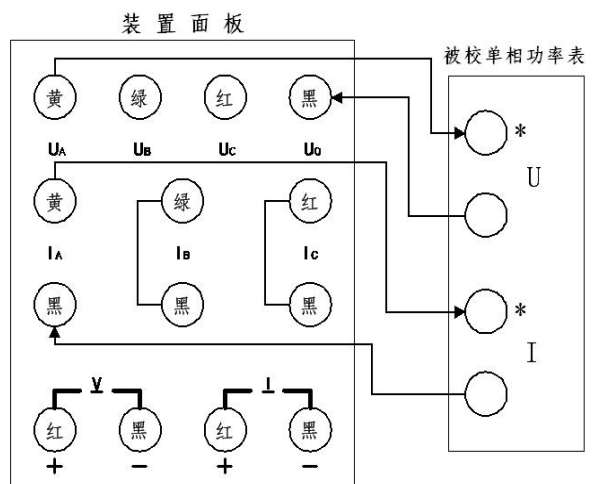 装置面板
被校单相功率表
黄 绿 红 黑
*
UA UB UC UO
U
黄 绿 红
IA IB IC
黑 黑 黑
*
I
V I
红 黑 红 黑
+ − + −